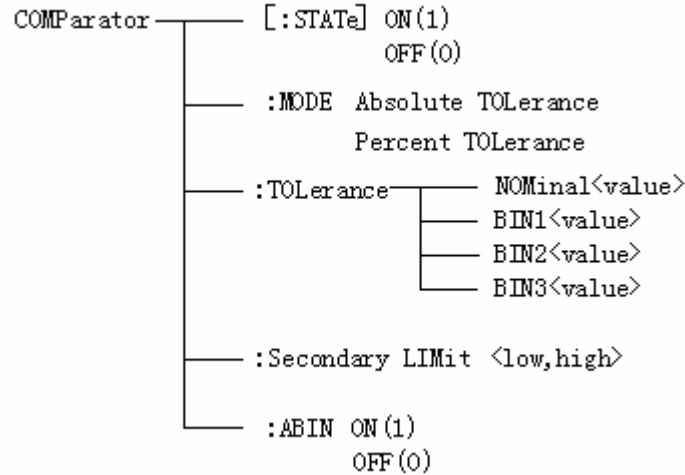 COMParator [:STATe] ON(1)
OFF(0)
:MODE Absolute TOLerance
Percent TOLerance
:TOLerance NOMinal<value>
BIN1<value>
BIN2<value>
BIN3<value>
:Secondary LIMit <low,high>
:ABIN ON(1)
OFF(0)